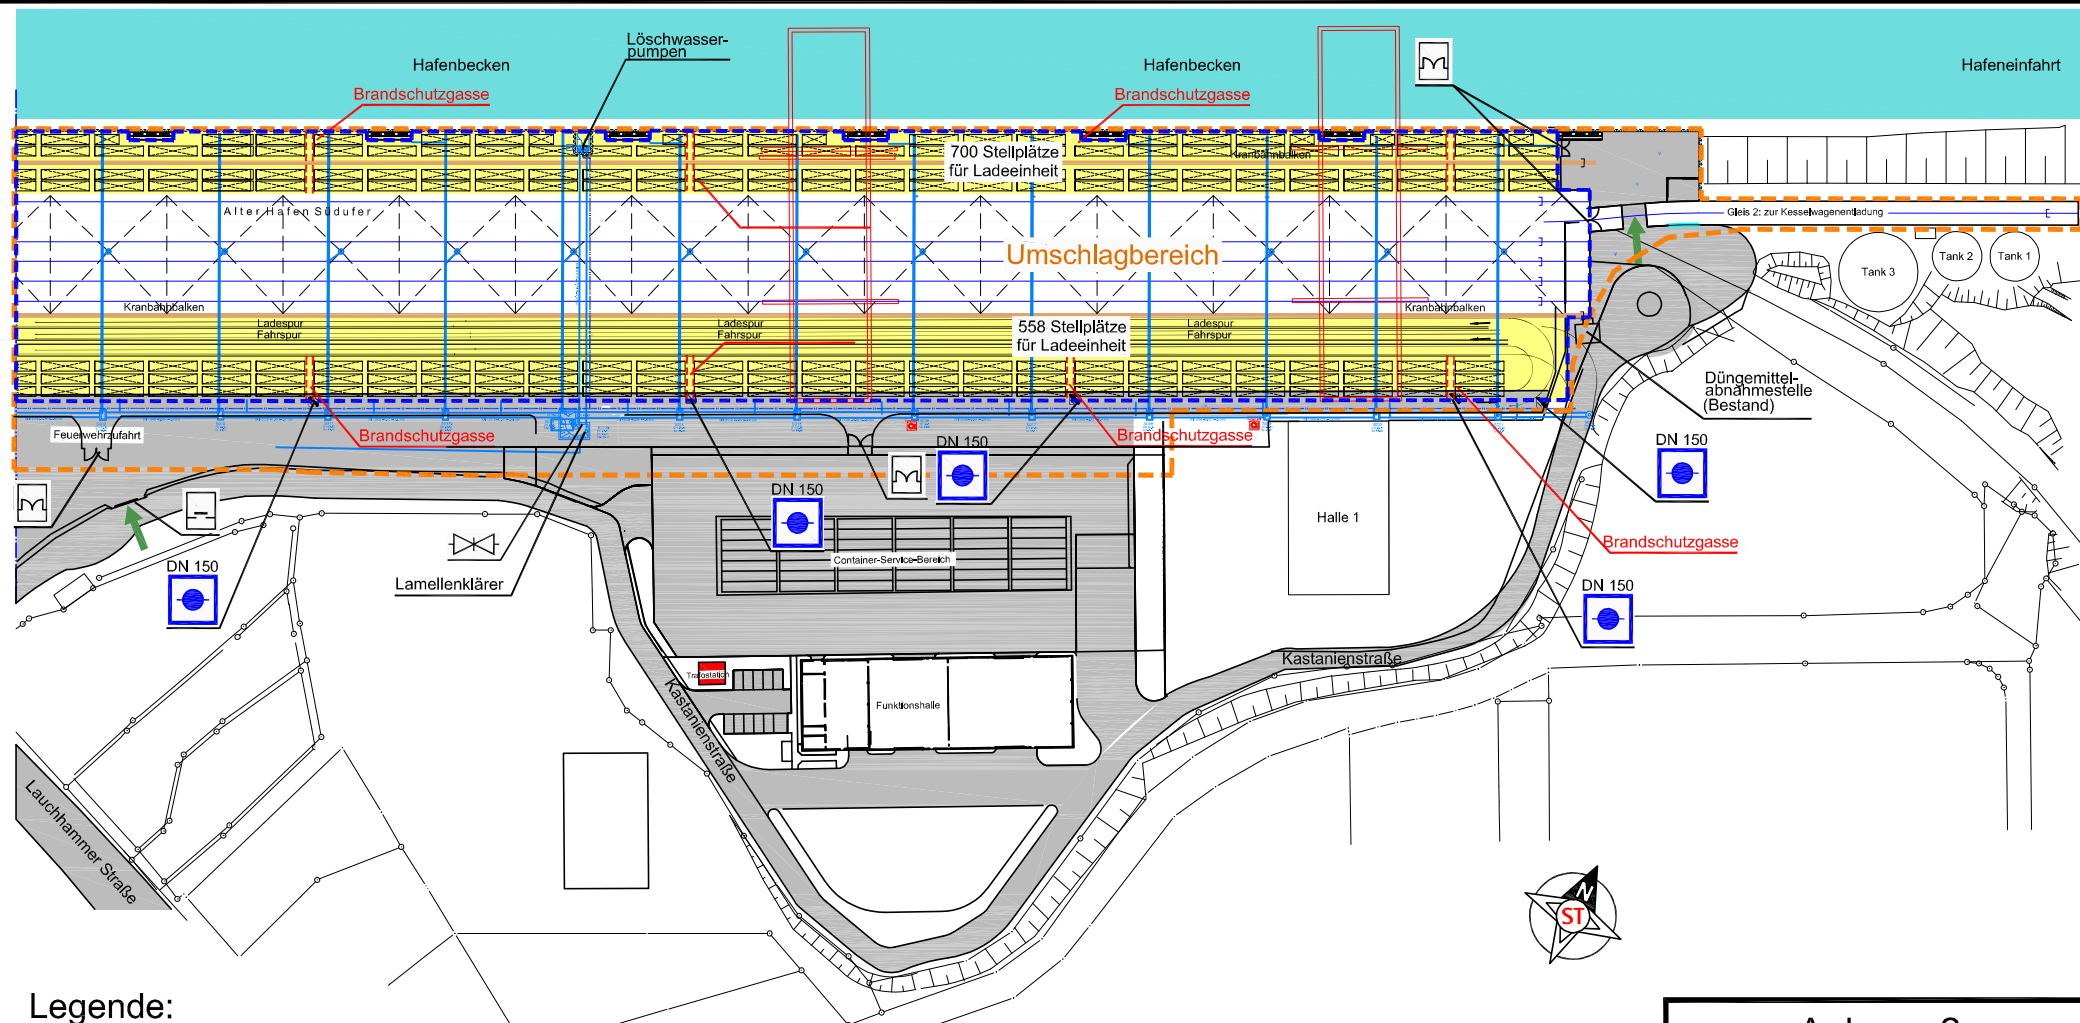 Löschwasser-
pumpen
Hafenbecken
Hafenbecken
Hafeneinfahrt
Brandschutzgasse
Brandschutzgasse
700 Stellplätze
für Ladeeinheit
Kranbahnbalken
Alter Hafen Südufer
Gleis 2: zur Kesselwagenentladung
Umschlagbereich
Tank 3
Tank 2
Tank 1
Kranbahnbalken
Kranbahnbalken
Ladespur
Fahrspur
Ladespur
Fahrspur
558 Stellplätze
für Ladeeinheit
Ladespur
Fahrspur
Düngemittel-
abnahmestelle
(Bestand)
Feuerwehrzufahrt
Brandschutzgasse
Brandschutzgasse
DN 150
DN 150
DN 150
Halle 1
Brandschutzgasse
Container-Service-Bereich
DN 150
Lamellenklärer
DN 150
Kastanienstraße
Trafostation
Kastanienstraße
Funktionshalle
Lauchhammer Straße
N
ST
Legende: